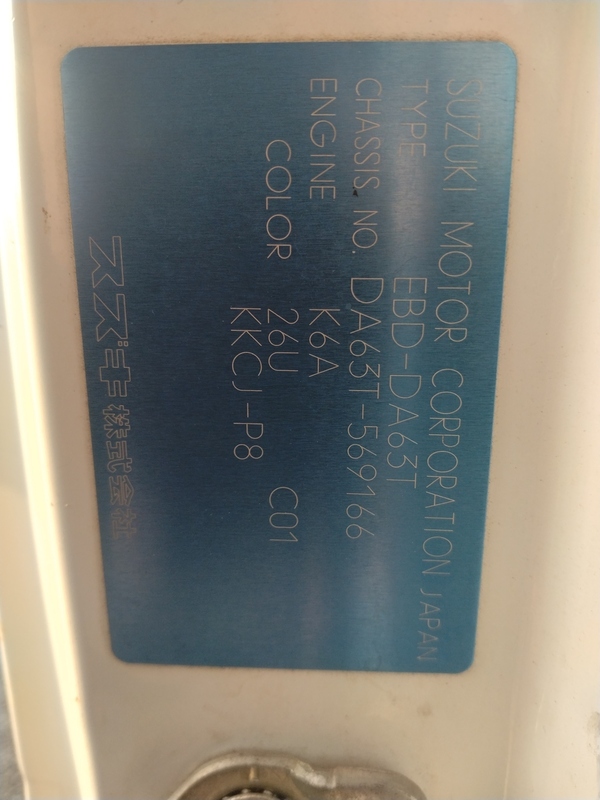 SUZUKI MOTOR CORPORATION JAPAN
TYPE EBD-DA63T
CHASSIS NO. DA63T-569166
ENGINE K6A
COLOR 26U C01
KKCJ-P8
スズキ株式会社